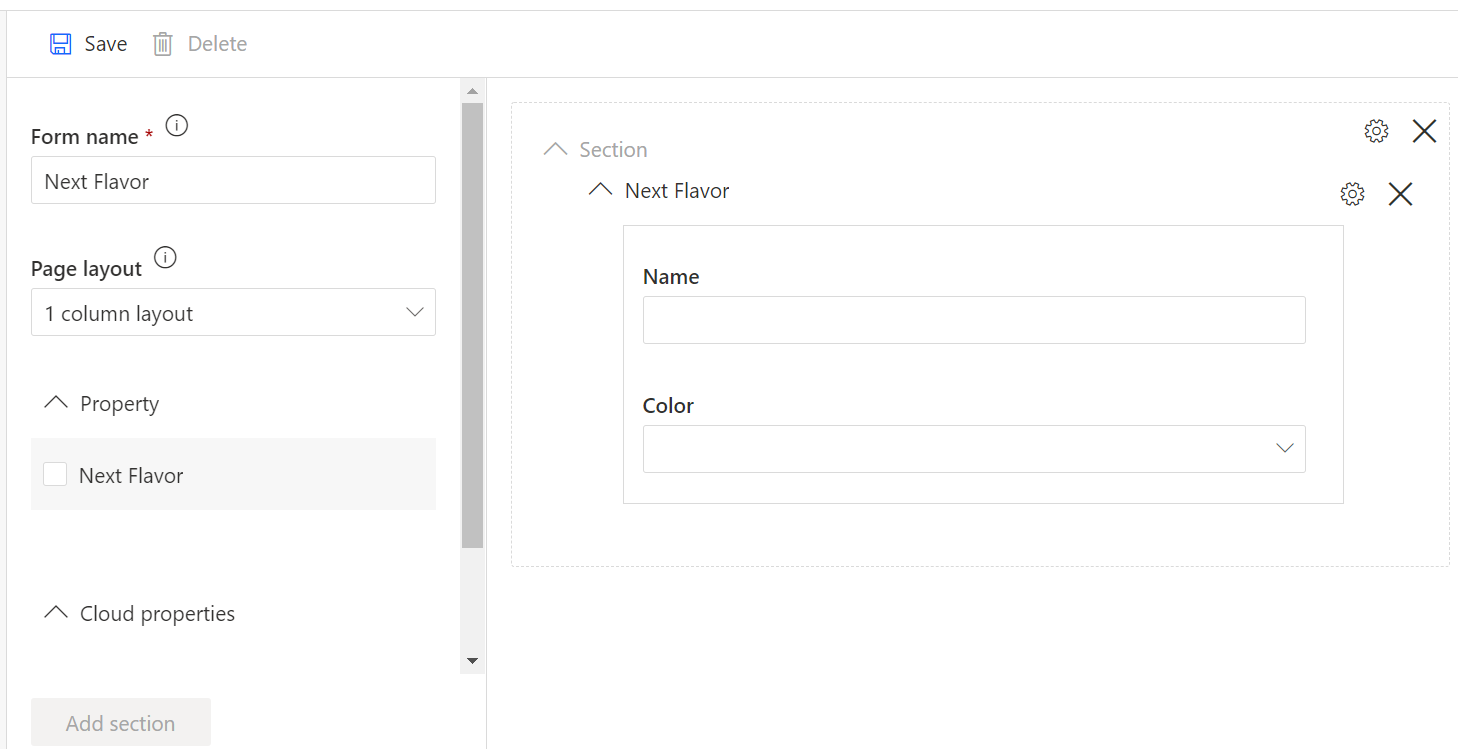 Save Delete
Form name *
Next Flavor
Page layout
1 column layout
Property
Next Flavor
Cloud properties
Add section
Section
Next Flavor
Name
Color